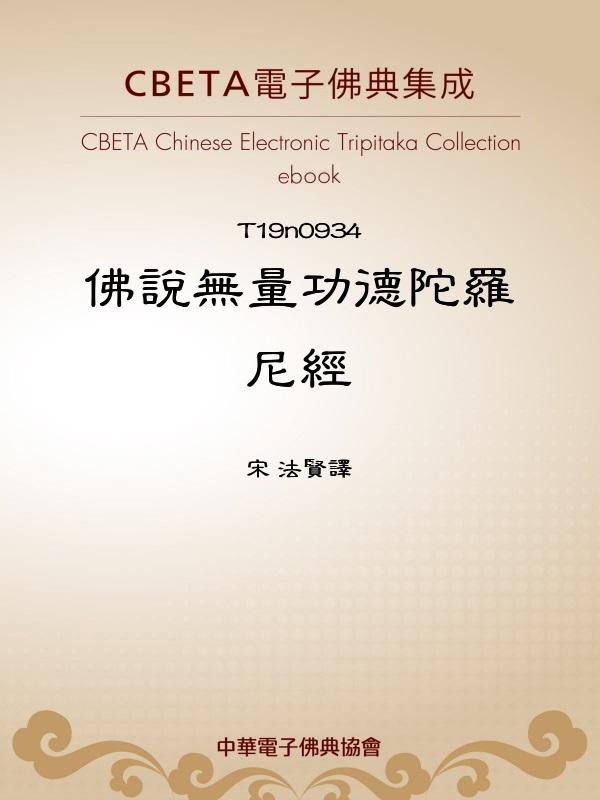 CBETA電子佛典集成
CBETA Chinese Electronic Tripitaka Collection
ebook
T19n0934
佛說無量功德陀羅
尼經
宋 法賢譯
中華電子佛典協會